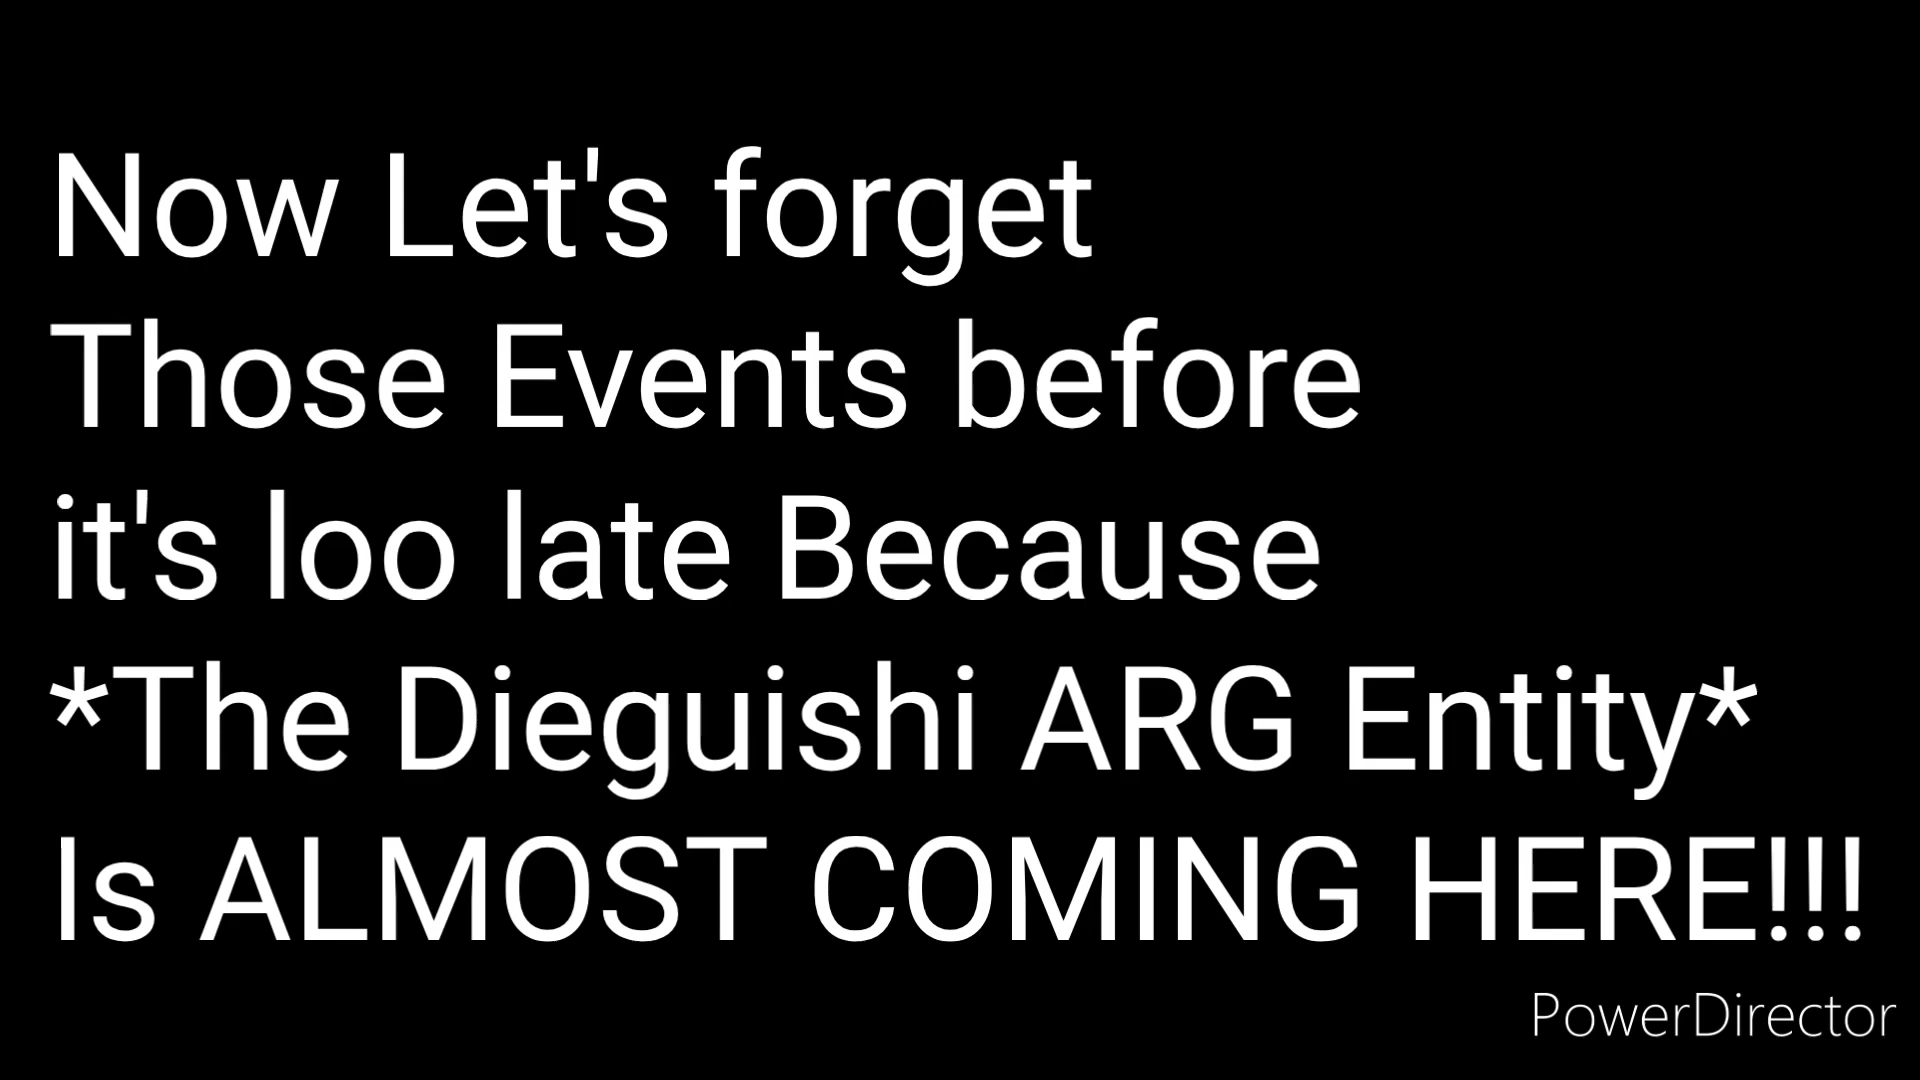 Now Let's forget
Those Events before
it's loo late Because
*The Dieguishi ARG Entity*
Is ALMOST COMING HERE!!!
PowerDirector